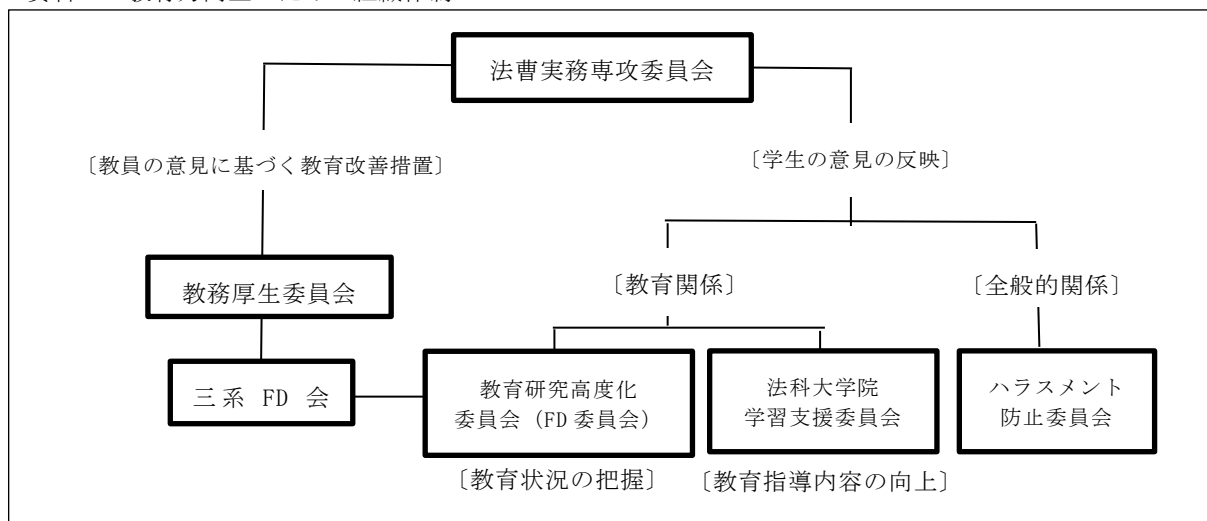 法曹実務専攻委員会
〔教員の意見に基づく教育改善措置〕
〔学生の意見の反映〕
教務厚生委員会
〔教育関係〕
〔全般的関係〕
三系 FD 会
教育研究高度化
委員会（FD 委員会）
法科大学院
学習支援委員会
ハラスメント
防止委員会
〔教育状況の把握〕
〔教育指導内容の向上〕